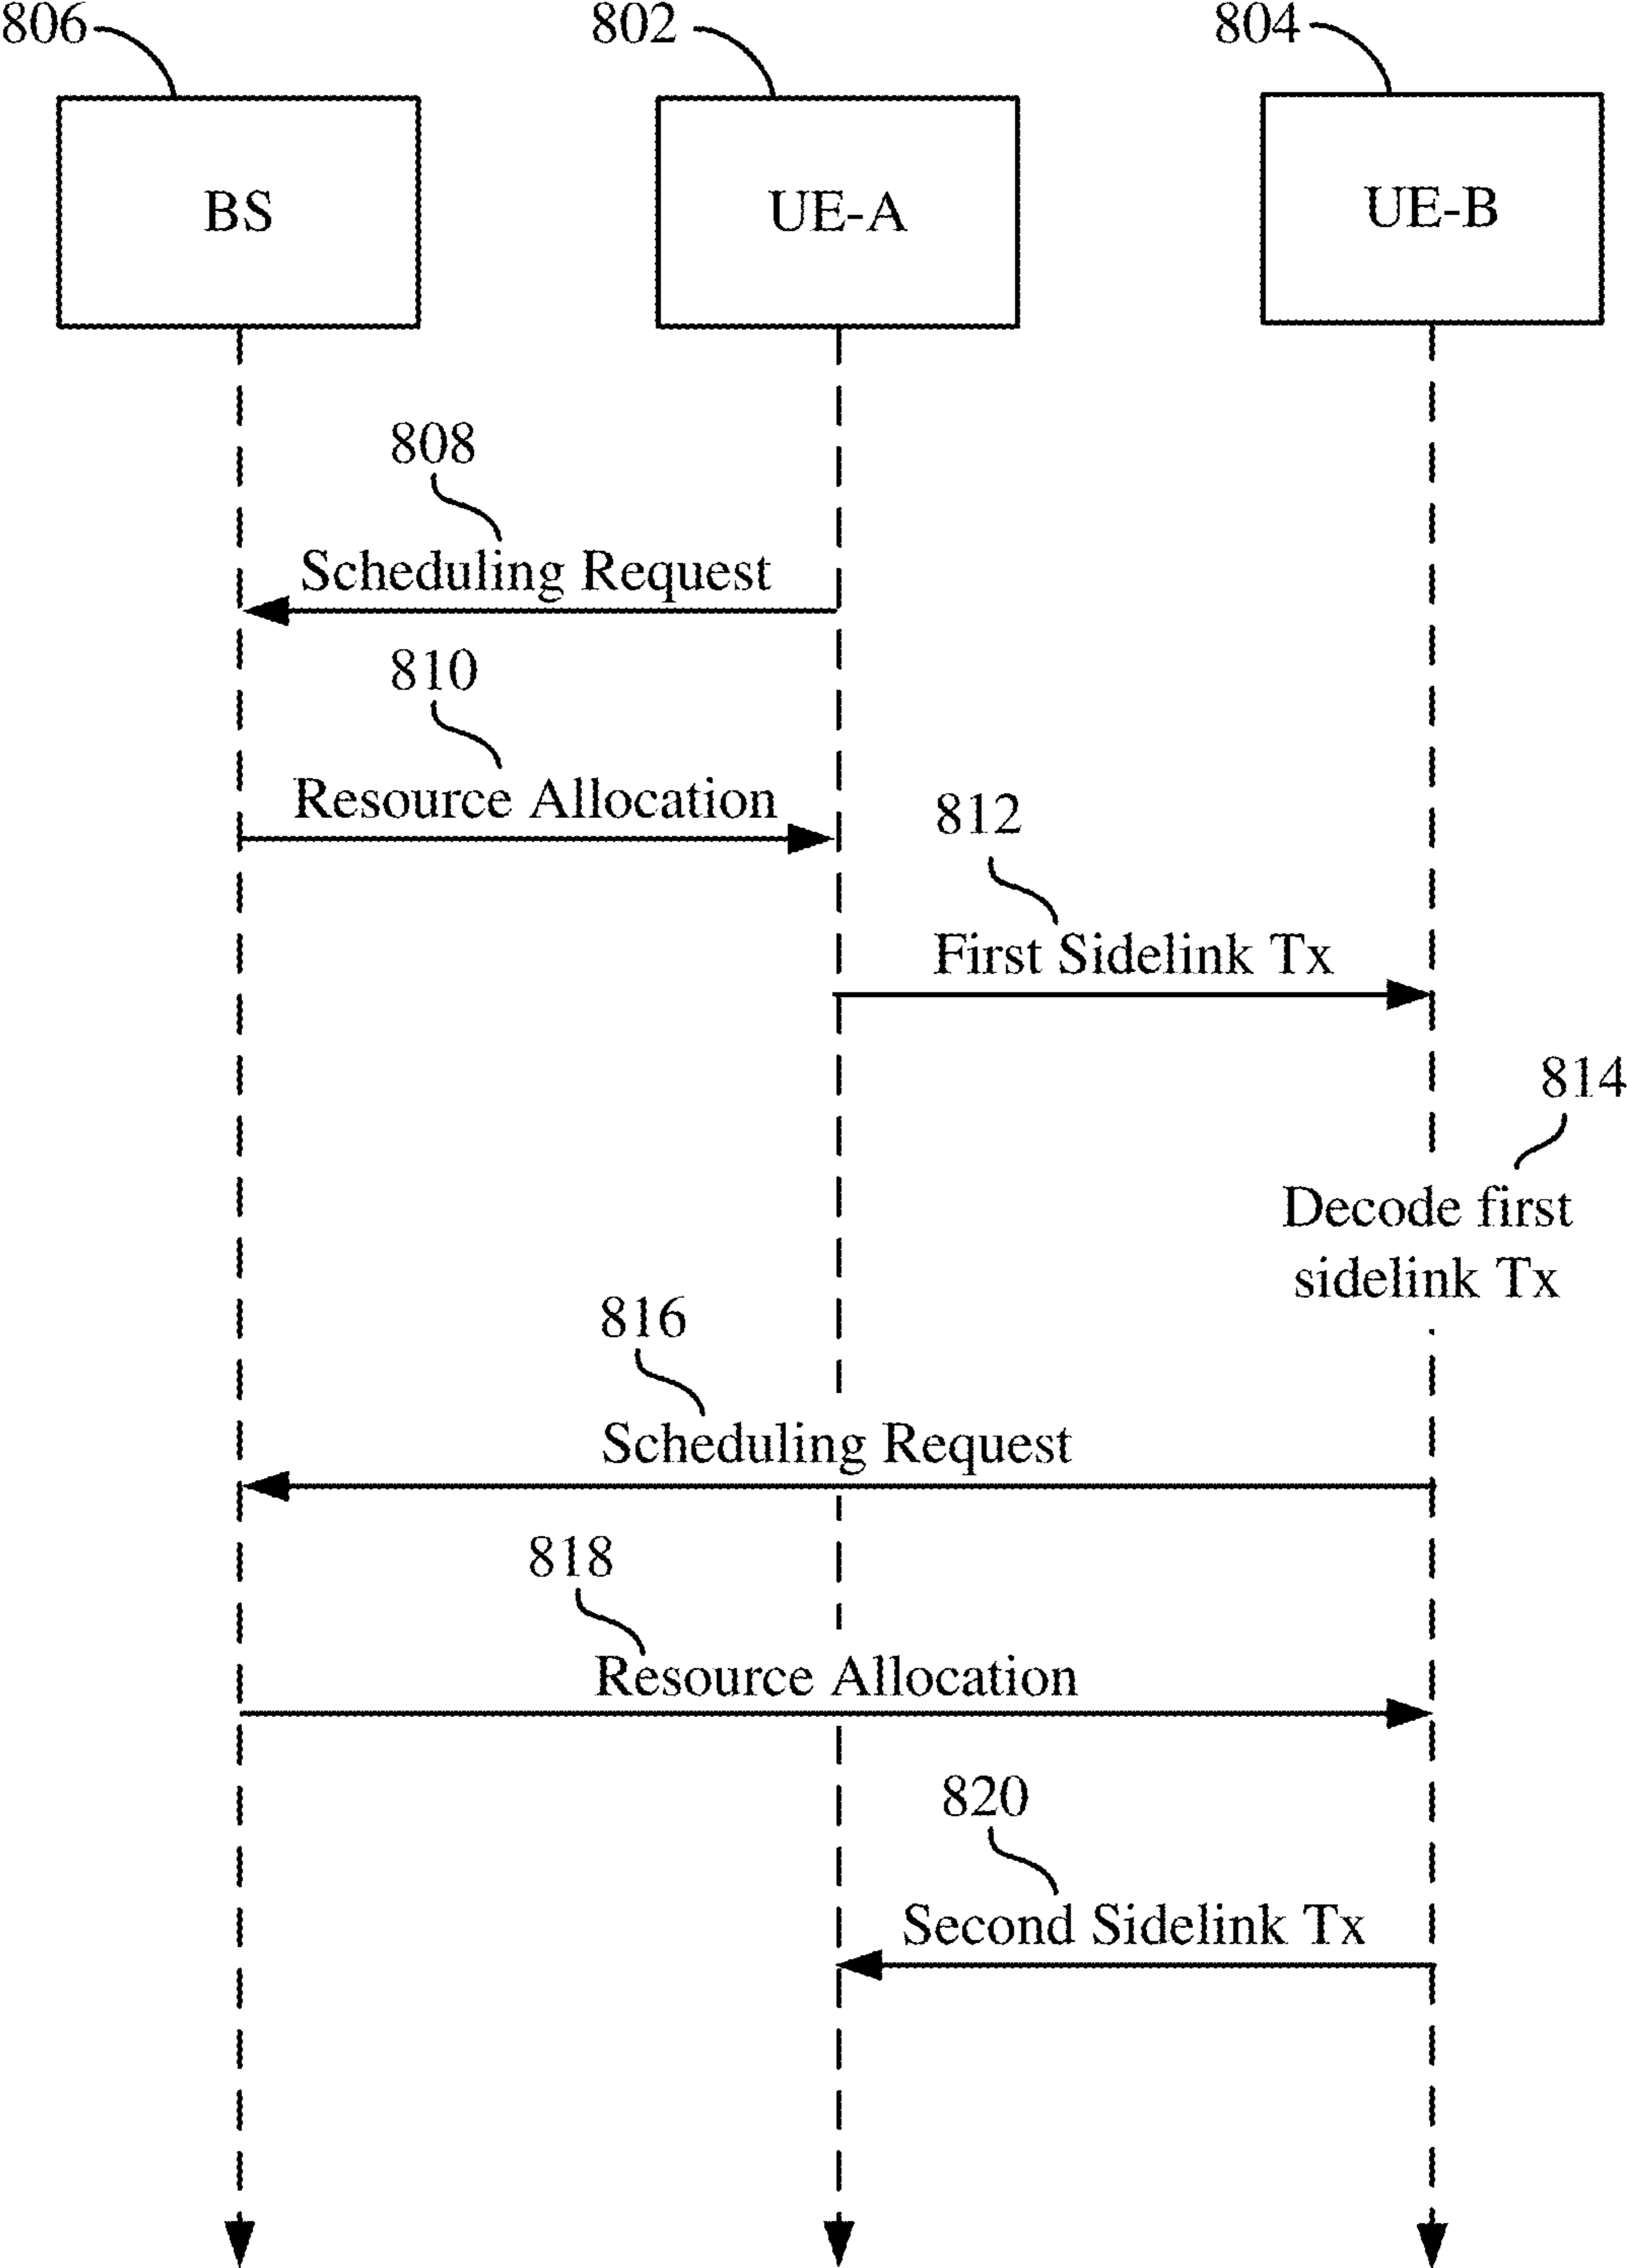 806
802
804
BS
UE-A
UE-B
808
Scheduling Request
810
Resource Allocation
812
First Sidelink Tx
814
Decode first
sidelink Tx
816
Scheduling Request
818
Resource Allocation
820
Second Sidelink Tx